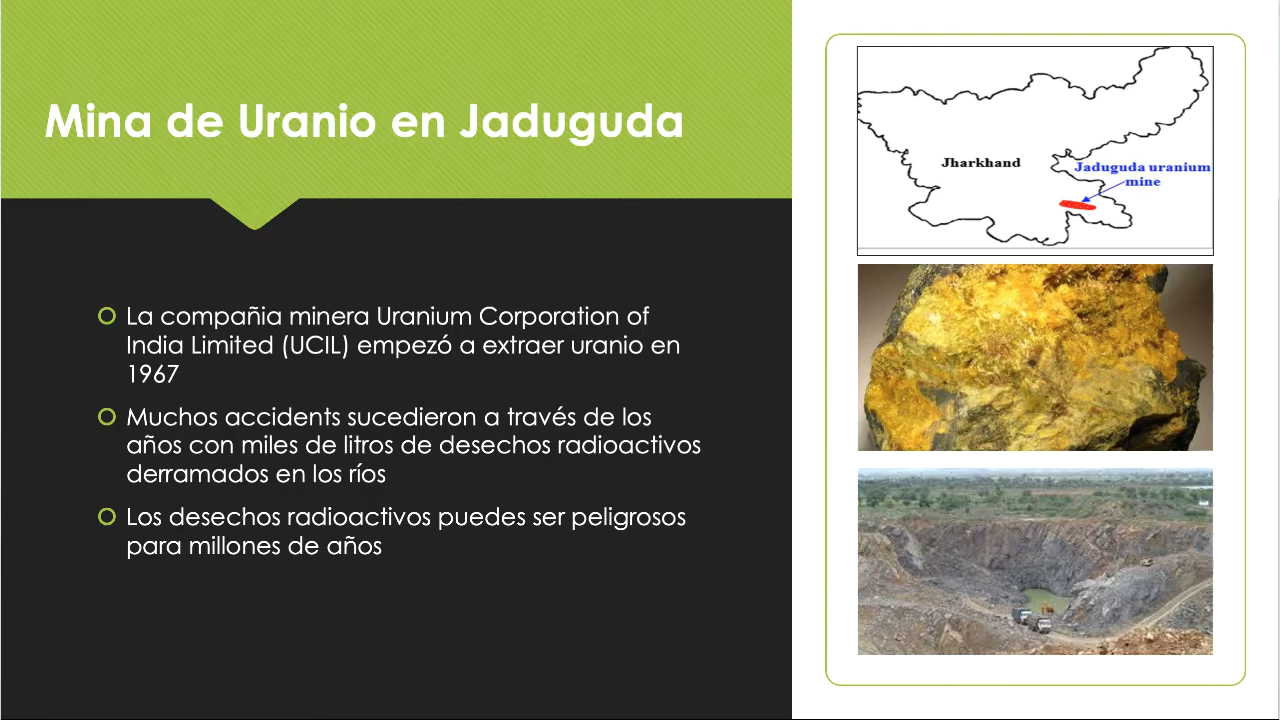 Mina de Uranio en Jaduguda
La compañia minera Uranium Corporation of
India Limited (UCIL) empezó a extraer uranio en
1967
Muchos accidents sucedieron a través de los
años con miles de litros de desechos radioactivos
derramados en los ríos
Los desechos radioactivos puedes ser peligrosos
para millones de años
Jharkhand
Jaduguda uranium
mine